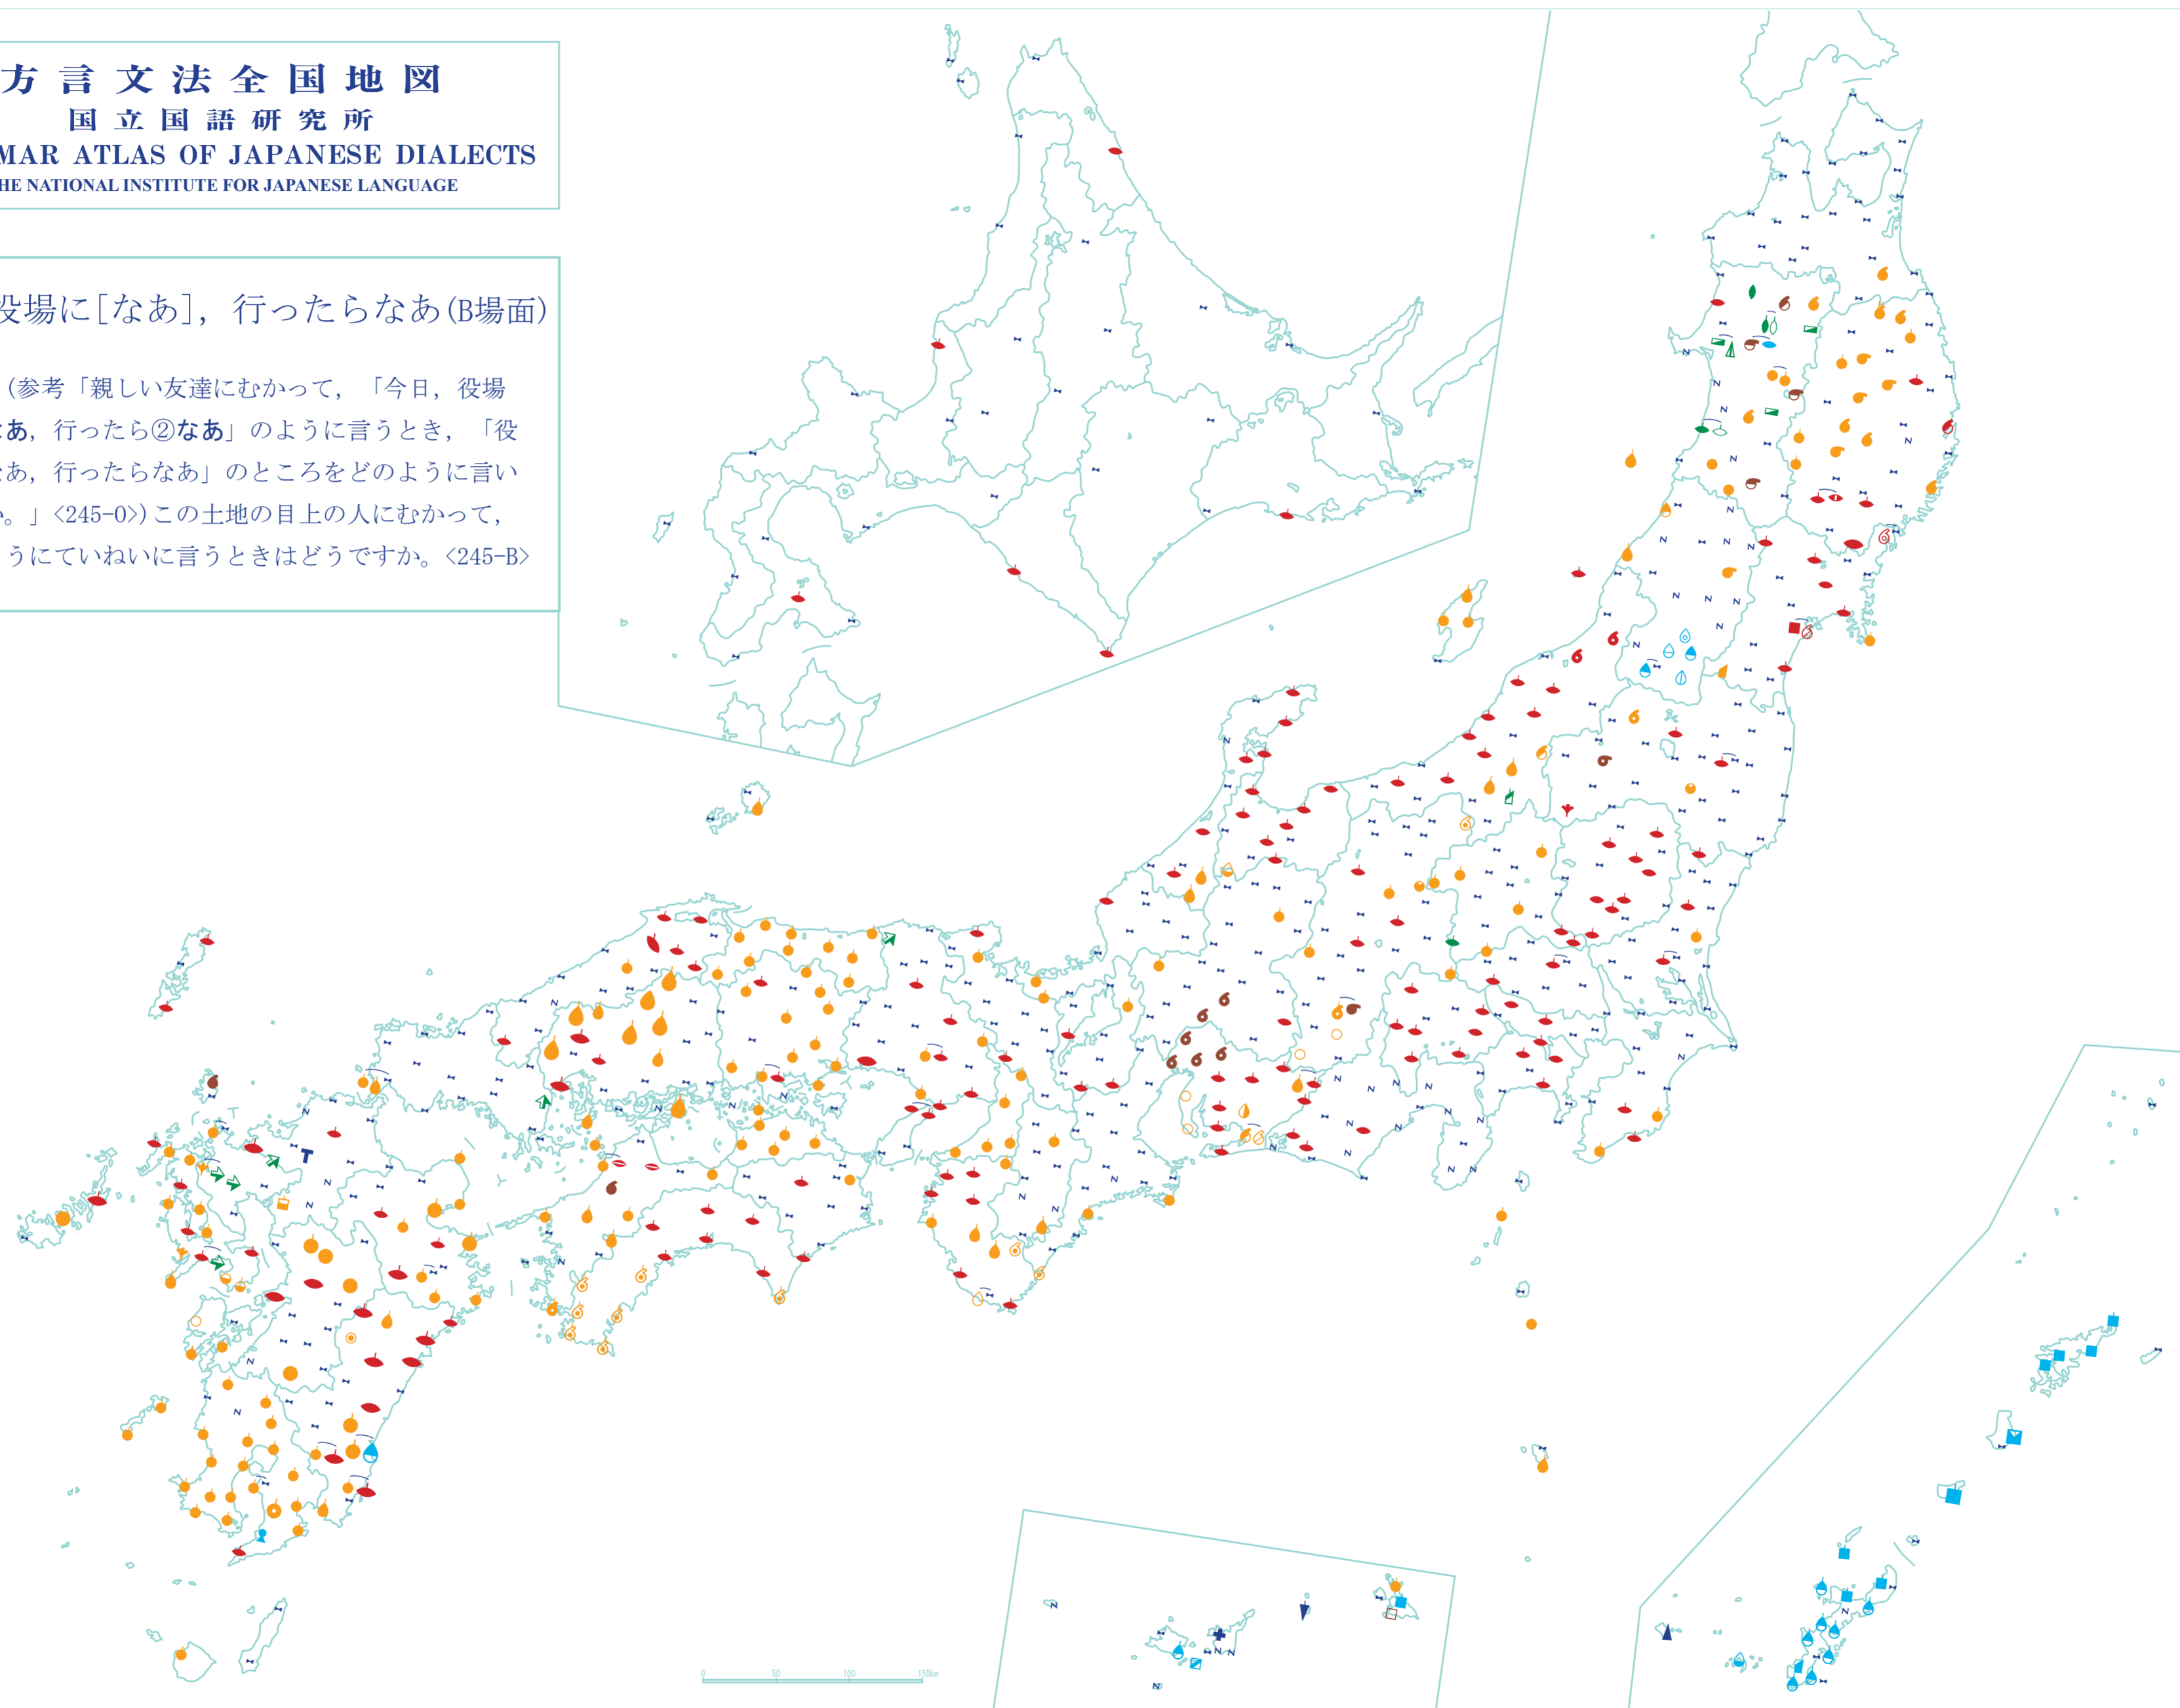 方言文法全国地図
国立国語研究所
MAR ATLAS OF JAPANESE DIALECTS
HE NATIONAL INSTITUTE FOR JAPANESE LANGUAGE
役場に[なあ]，行ったらなあ(B場面)
(参考「親しい友達にむかって，「今日，役場
なあ，行ったら②なあ」のように言うとき，「役
なあ，行ったらなあ」のところをどのように言い
か。」<245-0>)この土地の目上の人にむかって，
うにていねいに言うときはどうですか。<245-B>
0 50 100 150km